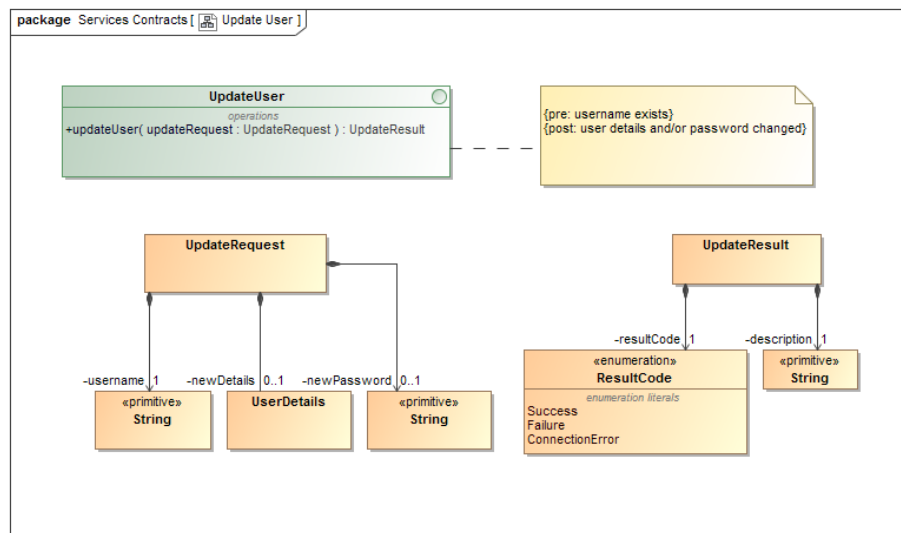 package Services Contracts [ Update User ]
UpdateUser
operations
+updateUser( updateRequest : UpdateRequest ) : UpdateResult
{pre: username exists}
{post: user details and/or password changed}
UpdateRequest
UpdateResult
-resultCode 1
-description 1
-username 1
-newDetails 0..1
-newPassword 0..1
«primitive»
String
UserDetails
«primitive»
String
«enumeration»
ResultCode
enumeration literals
Success
Failure
ConnectionError
«primitive»
String